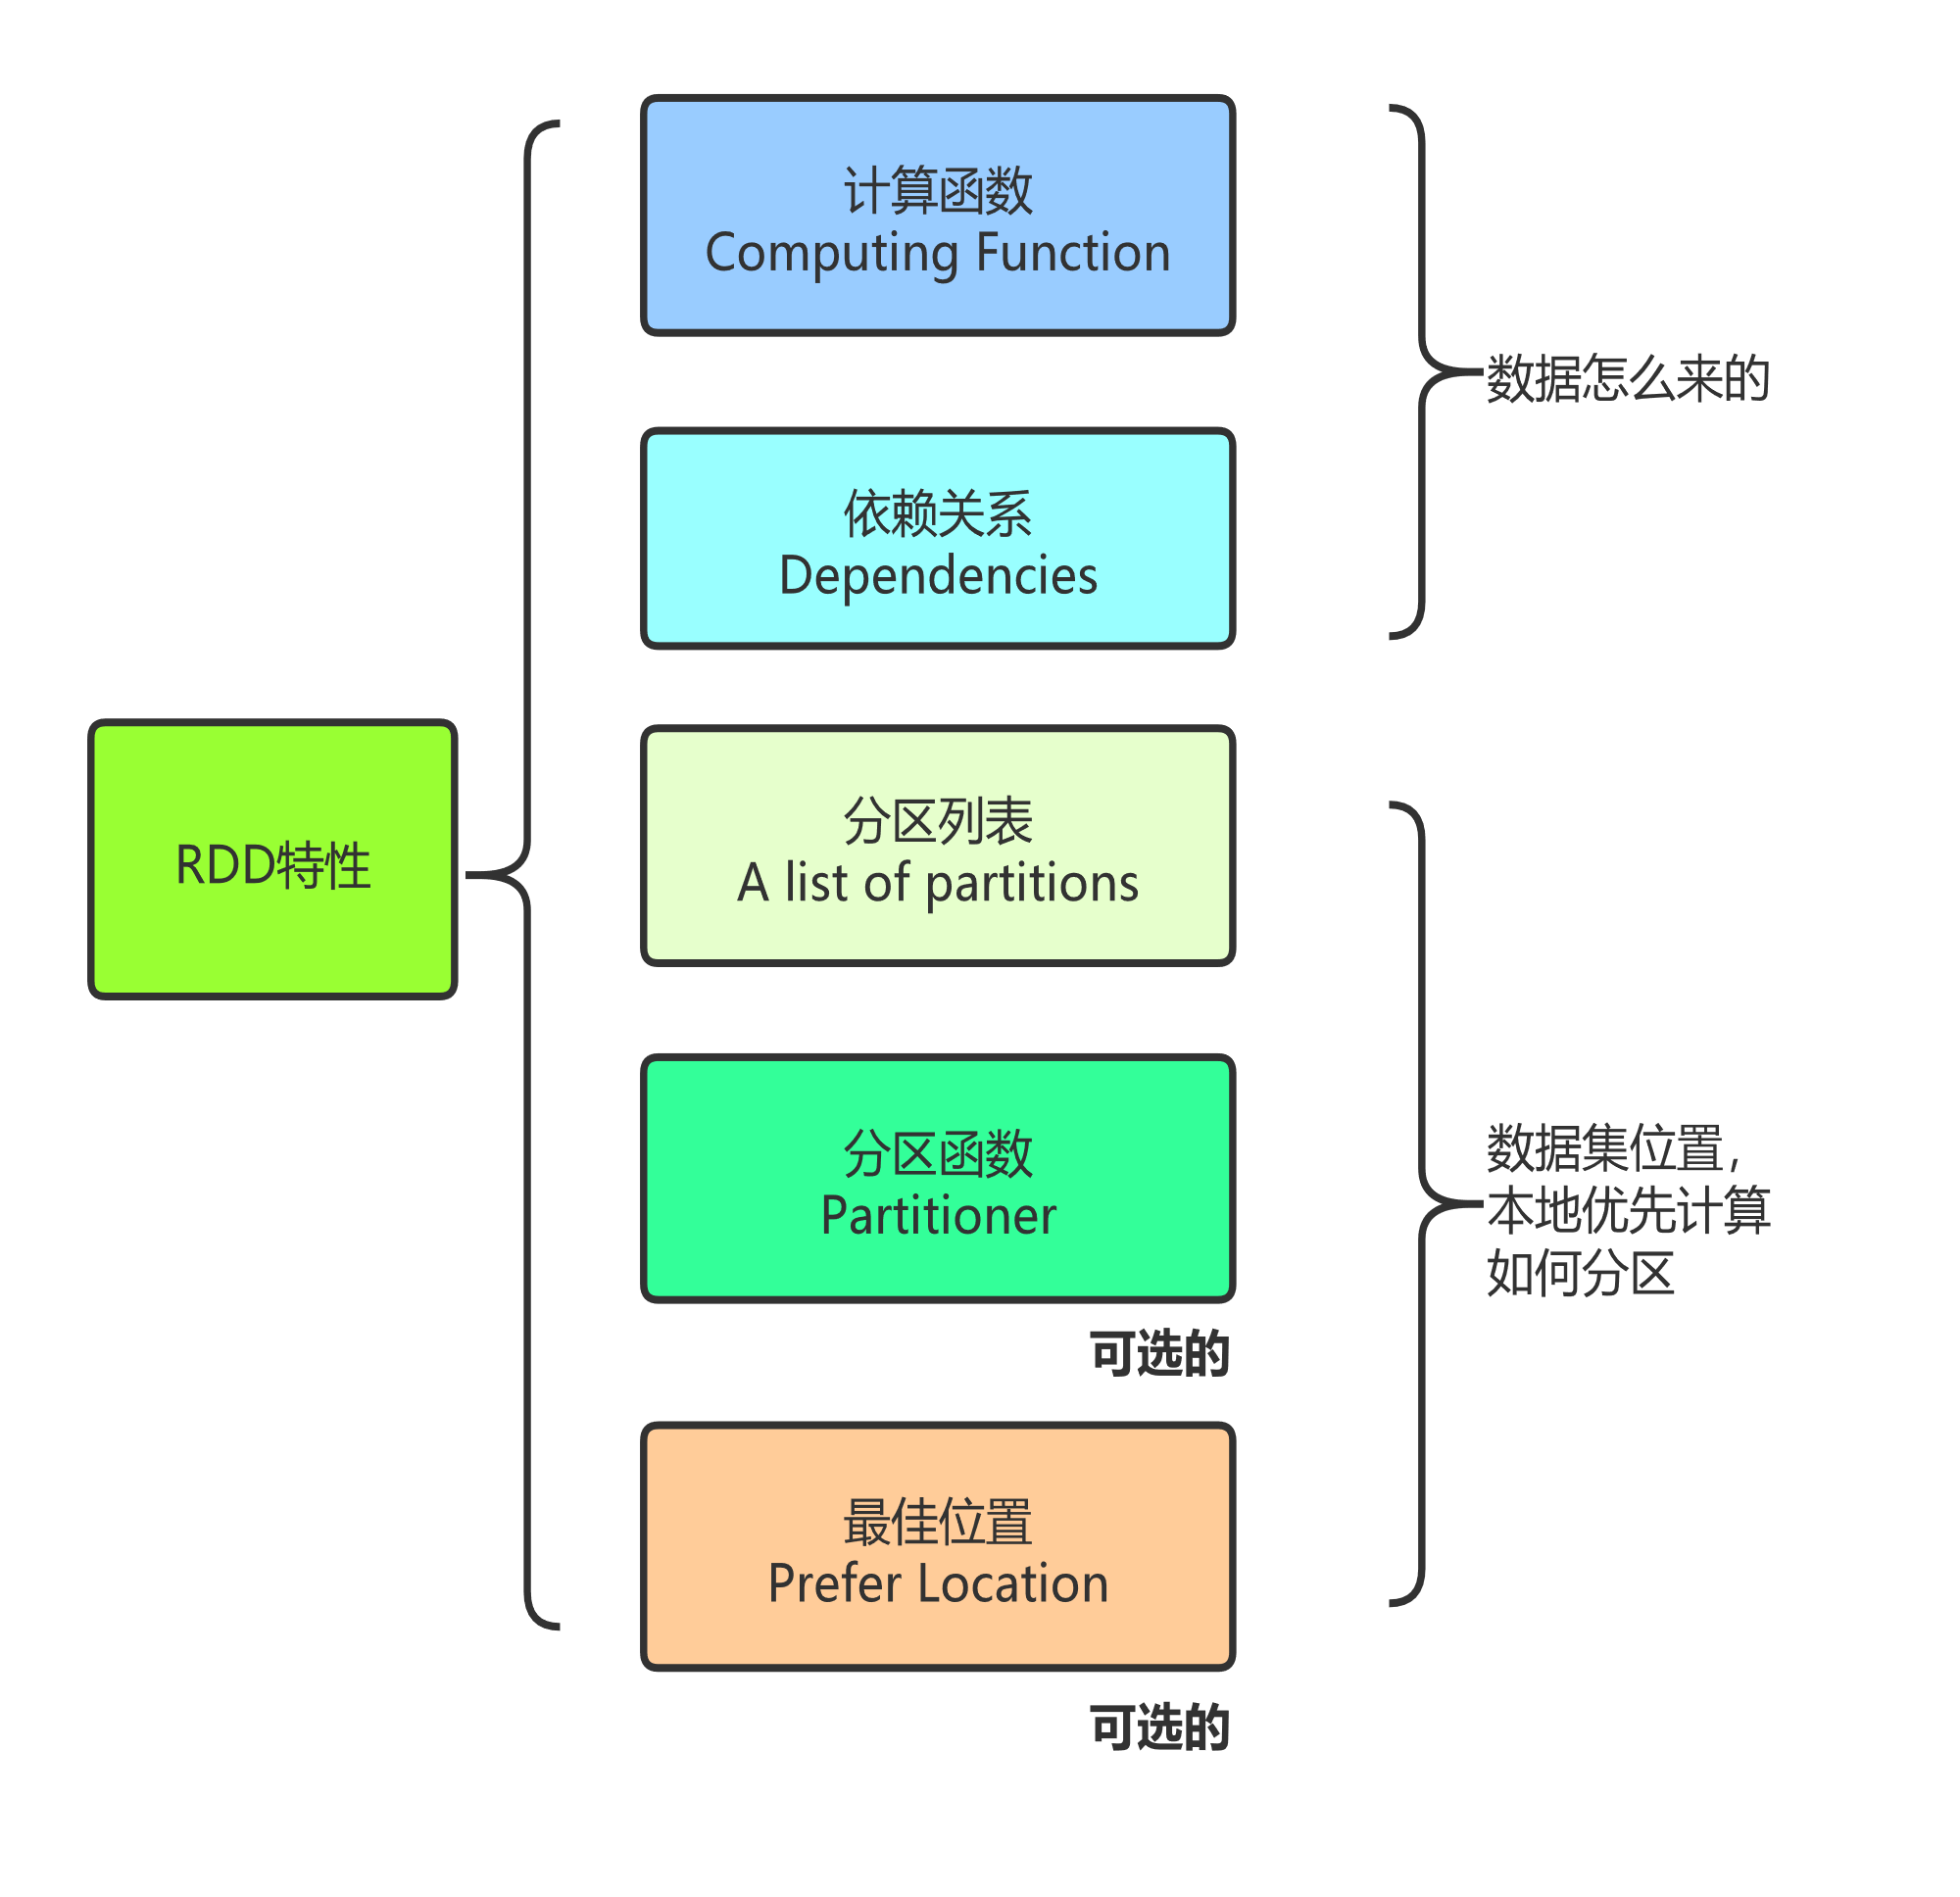 计算函数
Computing Function
数据怎么来的
依赖关系
Dependencies
RDD特性
分区列表
A list of partitions
分区函数
Partitioner
可选的
数据集位置,
本地优先计算
如何分区
最佳位置
Prefer Location
可选的